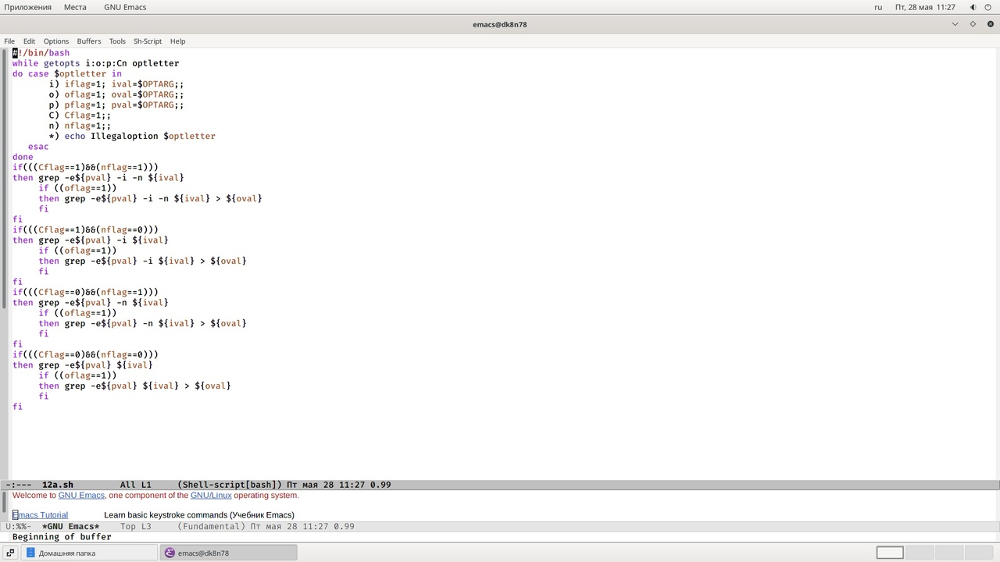 Приложения Места GNU Emacs ru Пт, 28 мая 11:27
emacs@dk8n78
File Edit Options Buffers Tools Sh-Script Help
#!/bin/bash
while getopts i:o:p:Cn optletter
do case $optletter in
i) iflag=1; ival=$OPTARG;;
o) oflag=1; oval=$OPTARG;;
p) pflag=1; pval=$OPTARG;;
C) Cflag=1;;
n) nflag=1;;
*) echo Illegaloption $optletter
esac
done
if(((Cflag==1)&&(nflag==1)))
then grep -e${pval} -i -n ${ival}
if ((oflag==1))
then grep -e${pval} -i -n ${ival} > ${oval}
fi
fi
if(((Cflag==1)&&(nflag==0)))
then grep -e${pval} -i ${ival}
if ((oflag==1))
then grep -e${pval} -i ${ival} > ${oval}
fi
fi
if(((Cflag==0)&&(nflag==1)))
then grep -e${pval} -n ${ival}
if ((oflag==1))
then grep -e${pval} -n ${ival} > ${oval}
fi
fi
if(((Cflag==0)&&(nflag==0)))
then grep -e${pval} ${ival}
if ((oflag==1))
then grep -e${pval} ${ival} > ${oval}
fi
fi
-:--- 12a.sh All L1 (Shell-script[bash]) Пт мая 28 11:27 0.99
Welcome to GNU Emacs, one component of the GNU/Linux operating system.
Emacs Tutorial Learn basic keystroke commands (Учебник Emacs)
U:%%- *GNU Emacs* Top L3 (Fundamental) Пт мая 28 11:27 0.99
Beginning of buffer
Домашняя папка emacs@dk8n78